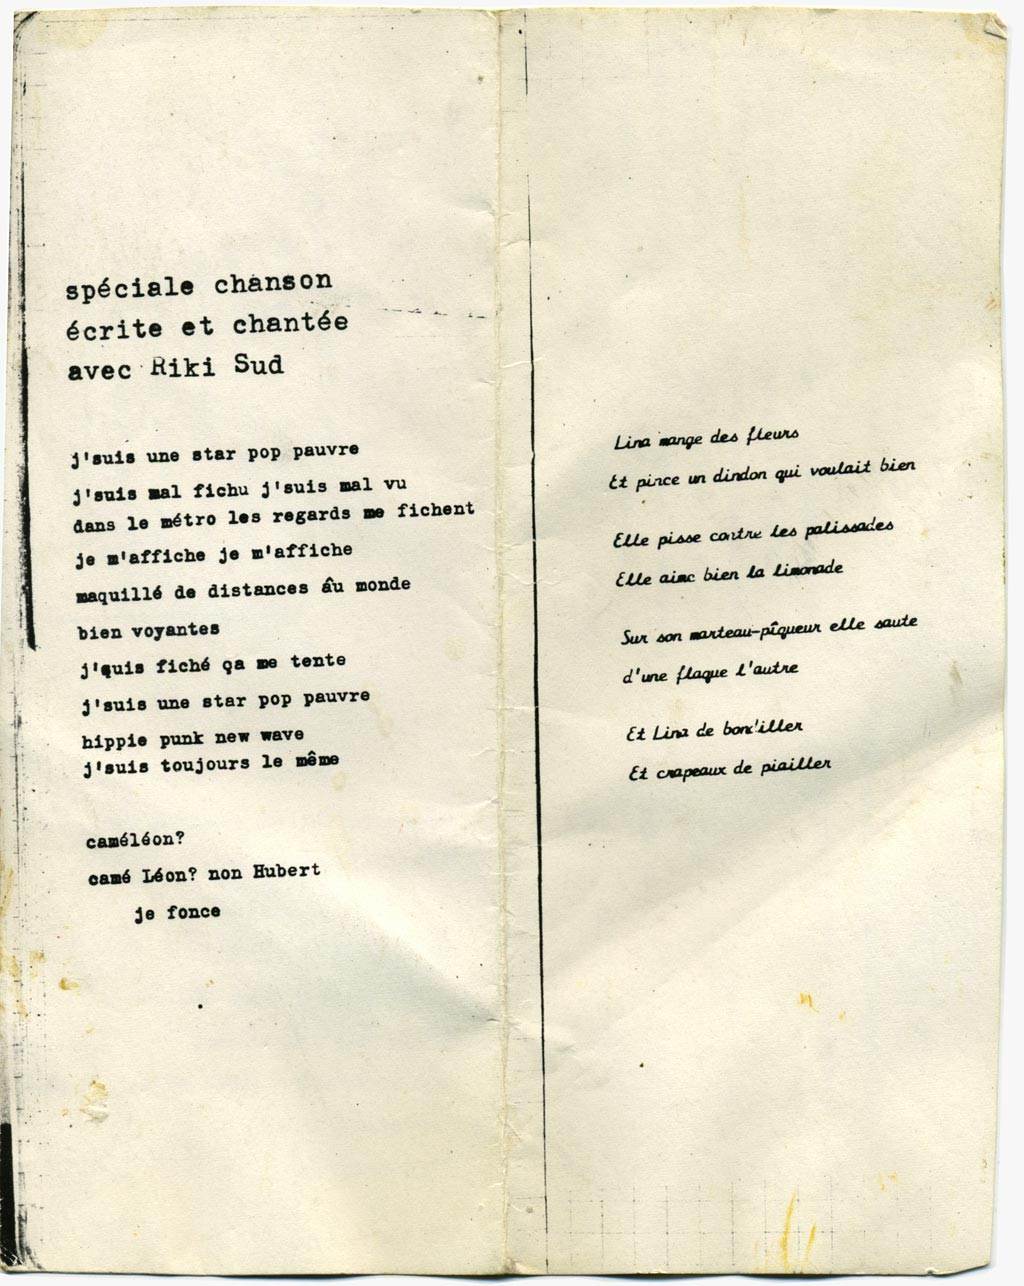 spéciale chanson
écrite et chantée
avec Riki Sud
j'suis une star pop pauvre
j'suis mal fichu j'suis mal vu
dans le métro les regards me fichent
je m'affiche je m'affiche
maquillé de distances âu monde
bien voyantes
j'suis fiché ça me tente
j'suis une star pop pauvre
hippie punk new wave
j'suis toujours le même
caméléon?
camé Léon? non Hubert
je fonce
Lina mange des fleurs
Et pince un dindon qui voulait bien
Elle pisse contre les palissades
Elle aime bien la limonade
Sur son marteau-pîqueur elle saute
d'une flaque l'autre
Et Lina de
Et crapeaux de piailler